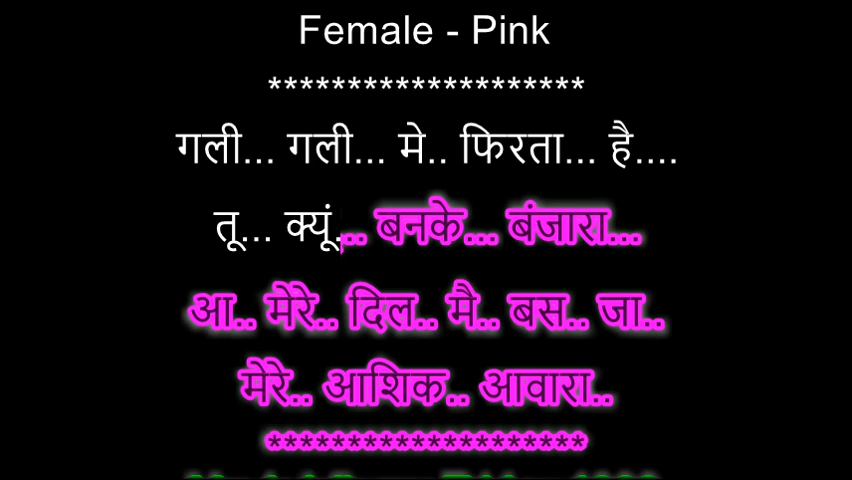 Female - Pink
********************
गली... गली... मे.. फिरता... है....
तू... क्यूं... बनके... बंजारा...
आ.. मेरे.. दिल.. मै.. बस.. जा..
मेरे.. आशिक.. आवारा..
********************